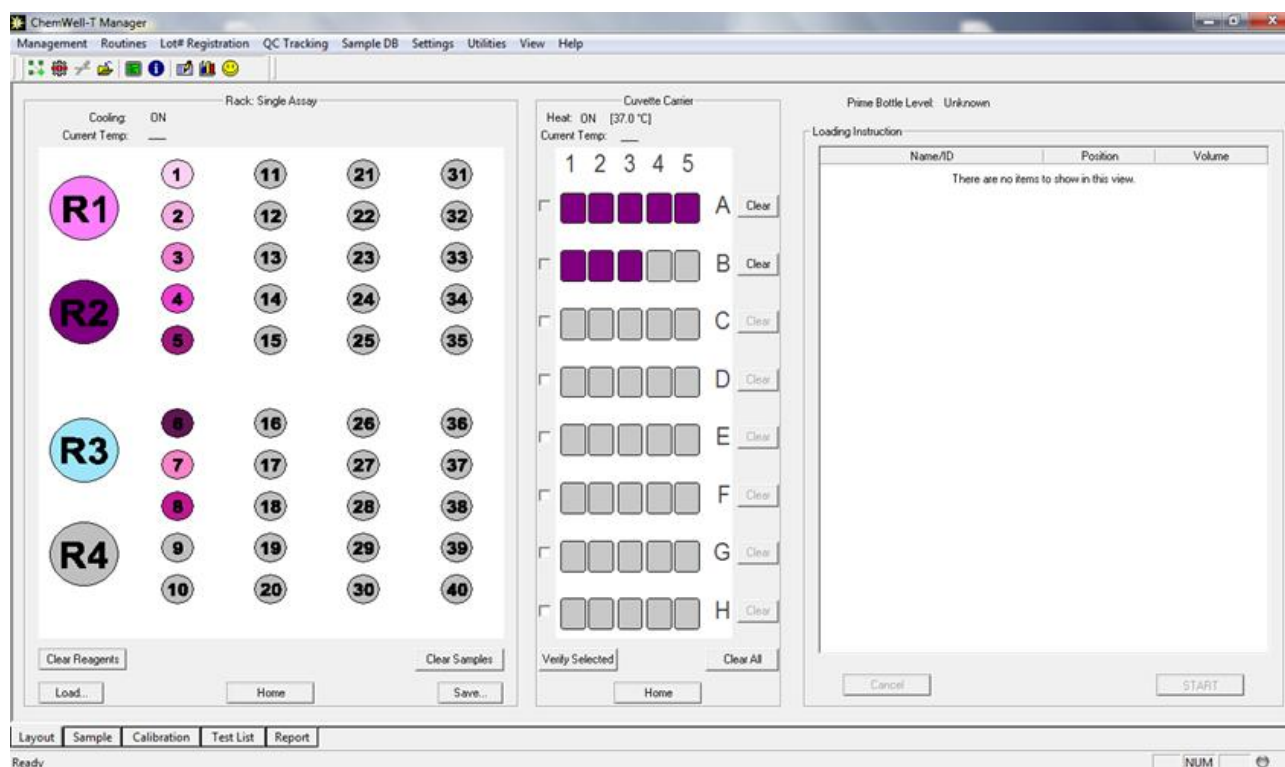 ChemWell-T Manager
Management Routines Lot# Registration QC Tracking Sample DB Settings Utilities View Help
Rack: Single Assay
Cooling: ON
Current Temp: ___
R1
R2
R3
R4
1 11 21 31
2 12 22 32
3 13 23 33
4 14 24 34
5 15 25 35
6 16 26 36
7 17 27 37
8 18 28 38
9 19 29 39
10 20 30 40
Clear Reagents Clear Samples
Load... Home Save...
Cuvette Carrier
Heat: ON [37.0 °C]
Current Temp: ___
1 2 3 4 5
A Clear
B Clear
C Clear
D Clear
E Clear
F Clear
G Clear
H Clear
Verify Selected Clear All
Home
Prime Bottle Level: Unknown
Loading Instruction
Name/ID Position Volume
There are no items to show in this view.
Cancel START
Layout Sample Calibration Test List Report
Ready NUM